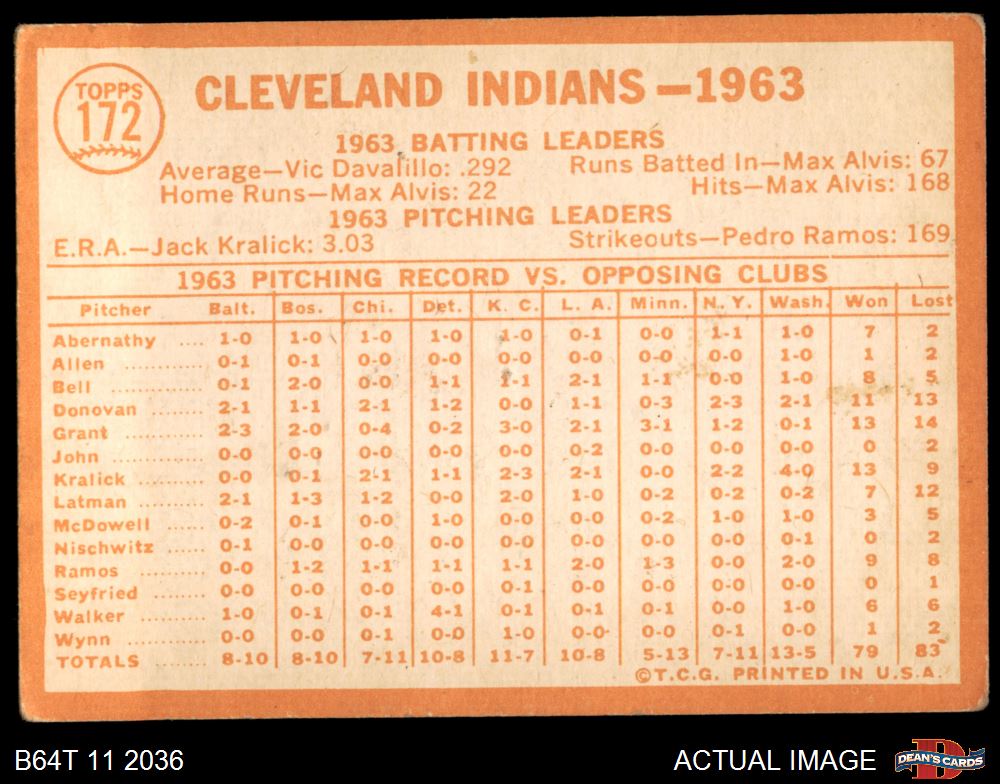 TOPPS
172
CLEVELAND INDIANS—1963
1963 BATTING LEADERS
Average—Vic Davalillo: .292 Runs Batted In—Max Alvis: 67
Home Runs—Max Alvis: 22 Hits—Max Alvis: 168
1963 PITCHING LEADERS
E.R.A.—Jack Kralick: 3.03 Strikeouts—Pedro Ramos: 169
1963 PITCHING RECORD VS. OPPOSING CLUBS
Pitcher Balt. Bos. Chi. Det. K. C. L. A. Minn. N. Y. Wash. Won Lost
Abernathy .... 1-0 1-0 1-0 1-0 1-0 0-1 0-0 1-1 1-0 7 2
Allen ........... 0-1 0-1 0-0 0-0 0-0 0-0 0-0 0-0 1-0 1 2
Bell ........... 0-1 2-0 0-0 1-1 1-1 2-1 1-1 0-0 1-0 8 5
Donovan ........ 2-1 1-1 2-1 1-2 0-0 1-1 0-3 2-3 2-1 11 13
Grant ........... 2-3 2-0 0-4 0-2 3-0 2-1 3-1 1-2 0-1 13 14
John ............. 0-0 0-0 0-0 0-0 0-0 0-2 0-0 0-0 0-0 0 2
Kralick .......... 0-0 0-1 2-1 1-1 2-3 2-1 0-0 2-2 4-0 13 9
Latman ......... 2-1 1-3 1-2 0-0 2-0 1-0 0-2 0-2 0-2 7 12
McDowell ...... 0-2 0-1 0-0 1-0 0-0 0-0 0-2 1-0 1-0 3 5
Nischwitz ...... 0-1 0-0 0-0 0-0 0-0 0-0 0-0 0-0 0-1 0 2
Ramos .......... 0-0 1-2 1-1 1-1 1-1 2-0 1-3 0-0 2-0 9 8
Seyfried ........ 0-0 0-0 0-0 0-0 0-1 0-0 0-0 0-0 0-0 0 1
Walker .......... 1-0 0-1 0-1 4-1 0-1 0-1 0-1 0-0 1-0 6 6
Wynn ........... 0-0 0-0 0-1 0-0 1-0 0-0 0-0 0-1 0-0 1 2
TOTALS ........ 8-10 8-10 7-11 10-8 11-7 10-8 5-13 7-11 13-5 79 83
©T.C.G. PRINTED IN U.S.A.
B64T 11 2036 ACTUAL IMAGE
DEAN'S CARDS